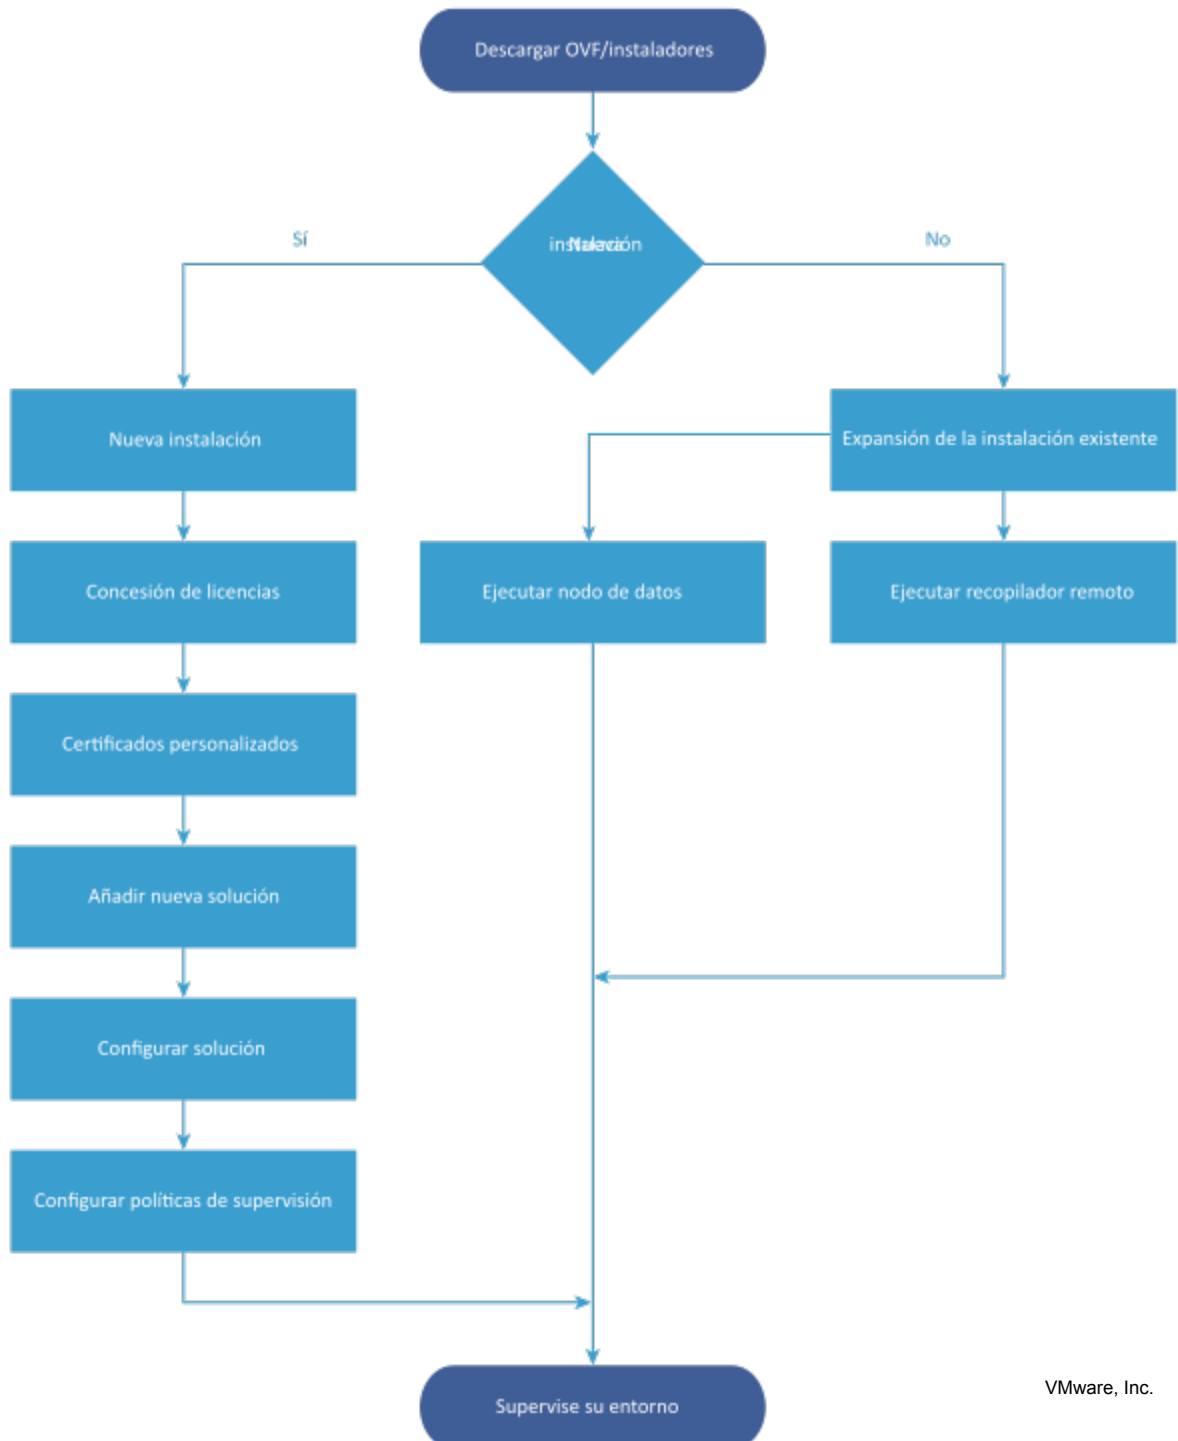 Descargar OVF/instaladores
Nueva
instalación
Sí
No
Nueva instalación
Expansión de la instalación existente
Concesión de licencias
Ejecutar nodo de datos
Ejecutar recopilador remoto
Certificados personalizados
Añadir nueva solución
Configurar solución
Configurar políticas de supervisión
Supervise su entorno
VMware, Inc.